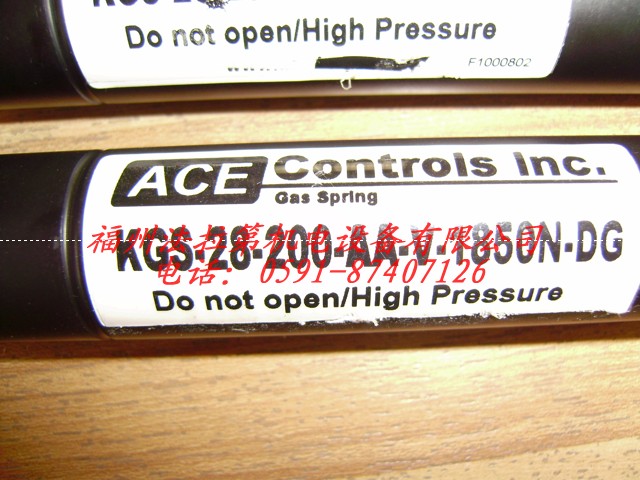 Do not open/High Pressure
F1000802
ACE Controls Inc.
Gas Spring
KGS-28-200-AA-V-1850N-DG
福州法拉第机电设备有限公司
电话：0591-87407126
Do not open/High Pressure